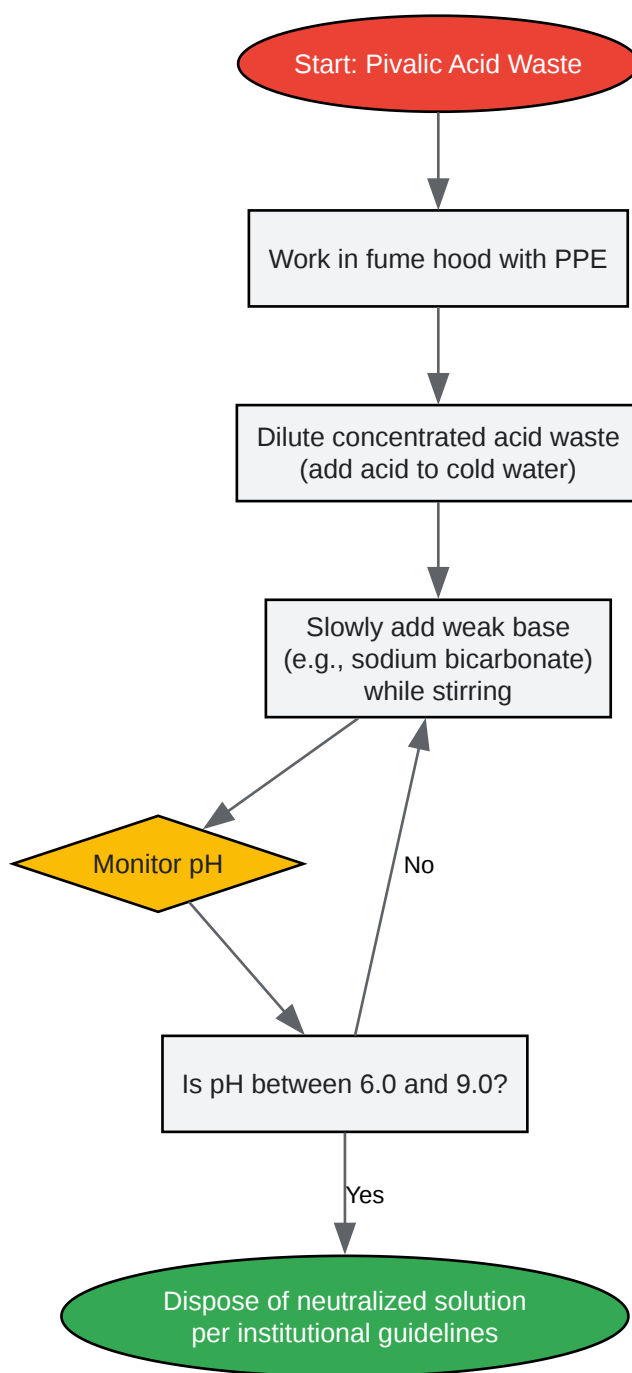 Start: Pivalic Acid Waste
Work in fume hood with PPE
Dilute concentrated acid waste
(add acid to cold water)
Slowly add weak base
(e.g., sodium bicarbonate)
while stirring
Monitor pH
No
Is pH between 6.0 and 9.0?
Yes
Dispose of neutralized solution
per institutional guidelines